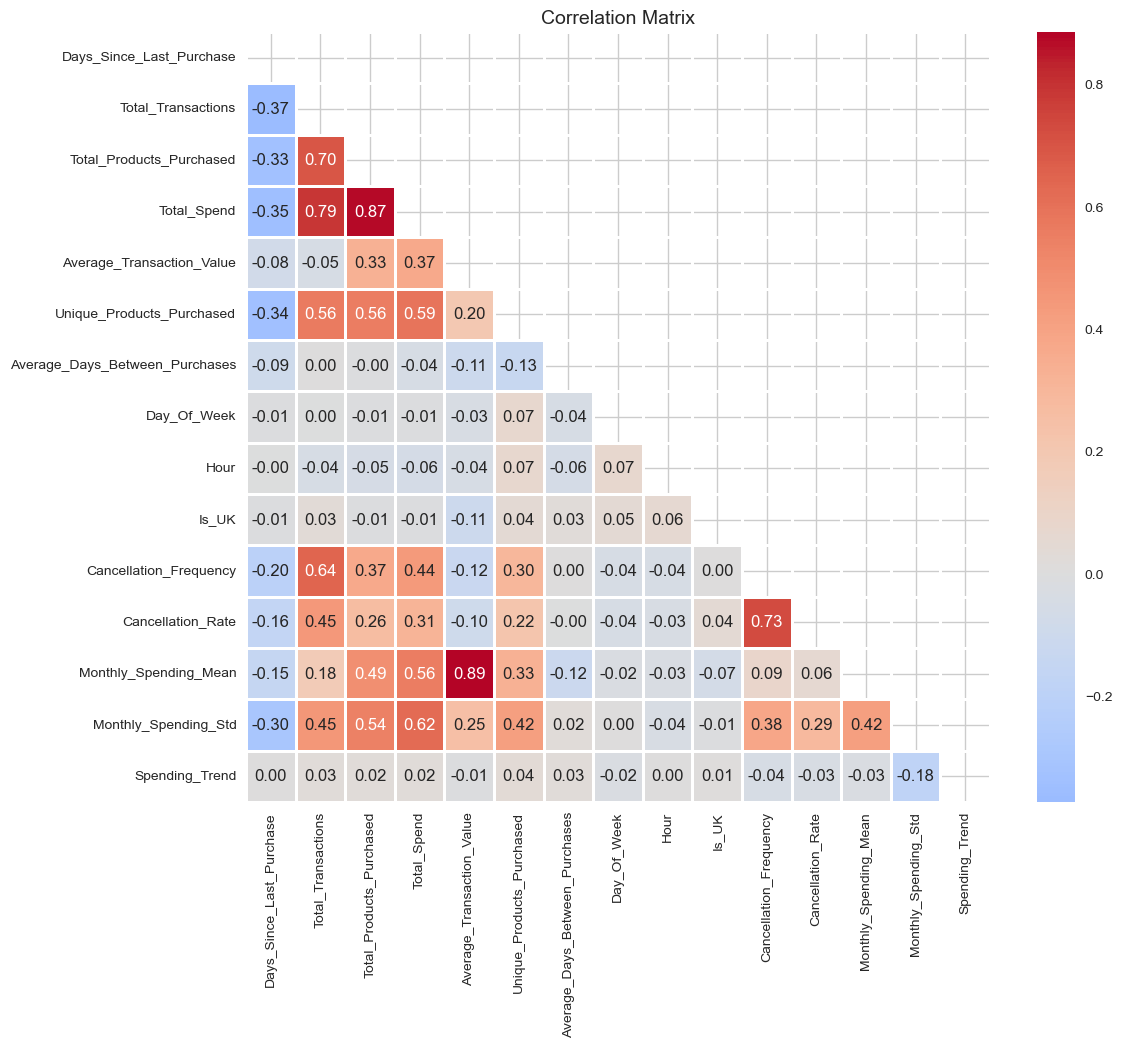 Correlation Matrix
Days_Since_Last_Purchase
Total_Transactions -0.37
Total_Products_Purchased -0.33 0.70
Total_Spend -0.35 0.79 0.87
Average_Transaction_Value -0.08 -0.05 0.33 0.37
Unique_Products_Purchased -0.34 0.56 0.56 0.59 0.20
Average_Days_Between_Purchases -0.09 0.00 -0.00 -0.04 -0.11 -0.13
Day_Of_Week -0.01 0.00 -0.01 -0.01 -0.03 0.07 -0.04
Hour -0.00 -0.04 -0.05 -0.06 -0.04 0.07 -0.06 0.07
Is_UK -0.01 0.03 -0.01 -0.01 -0.11 0.04 0.03 0.05 0.06
Cancellation_Frequency -0.20 0.64 0.37 0.44 -0.12 0.30 0.00 -0.04 -0.04 0.00
Cancellation_Rate -0.16 0.45 0.26 0.31 -0.10 0.22 -0.00 -0.04 -0.03 0.04 0.73
Monthly_Spending_Mean -0.15 0.18 0.49 0.56 0.89 0.33 -0.12 -0.02 -0.03 -0.07 0.09 0.06
Monthly_Spending_Std -0.30 0.45 0.54 0.62 0.25 0.42 0.02 0.00 -0.04 -0.01 0.38 0.29 0.42
Spending_Trend 0.00 0.03 0.02 0.02 -0.01 0.04 0.03 -0.02 0.00 0.01 -0.04 -0.03 -0.03 -0.18
Days_Since_Last_Purchase
Total_Transactions
Total_Products_Purchased
Total_Spend
Average_Transaction_Value
Unique_Products_Purchased
Average_Days_Between_Purchases
Day_Of_Week
Hour
Is_UK
Cancellation_Frequency
Cancellation_Rate
Monthly_Spending_Mean
Monthly_Spending_Std
Spending_Trend
0.8
0.6
0.4
0.2
0.0
−0.2